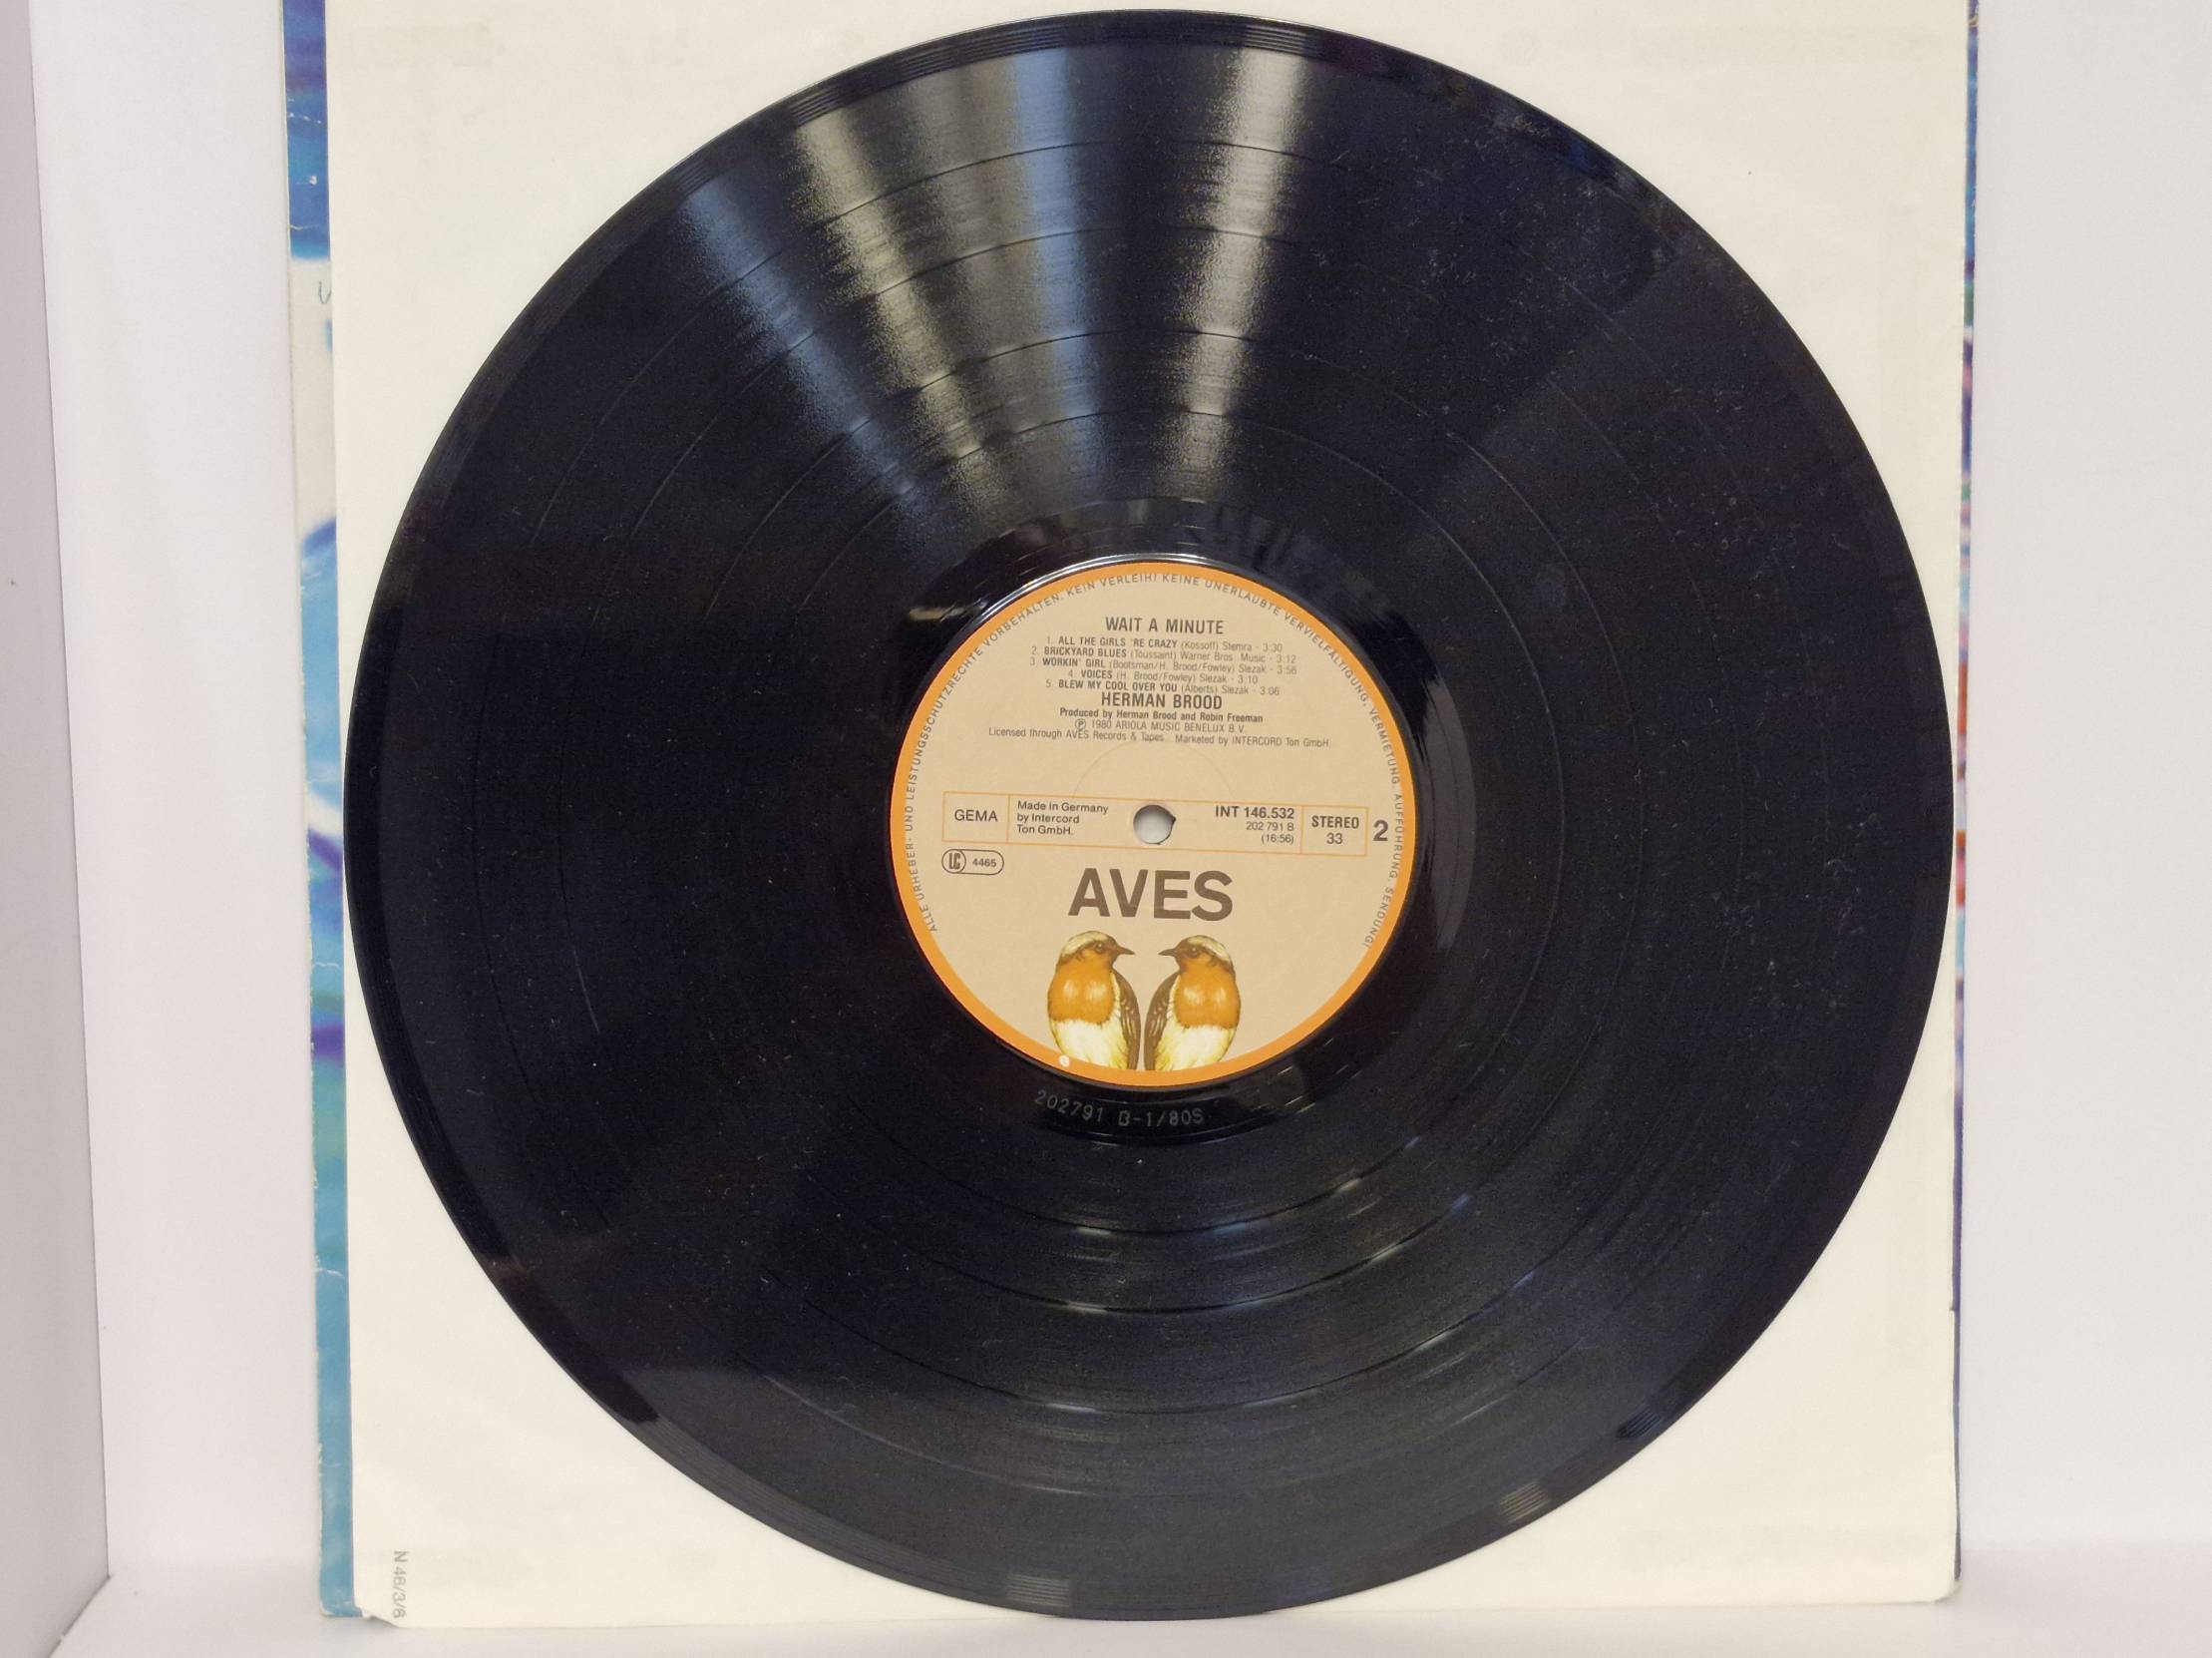 ALLE URHEBER- UND LEISTUNGSSCHUTZRECHTE VORBEHALTEN. KEIN VERLEIH! KEINE UNERLAUBTE VERVIELFÄLTIGUNG, VERMIETUNG, AUFFÜHRUNG, SENDUNG!
WAIT A MINUTE
1. ALL THE GIRLS 'RE CRAZY (Kossoff) Stemra - 3:30
2. BRICKYARD BLUES (Toussaint) Warner Bros. Music - 3:12
3. WORKIN' GIRL (Bootsman/H. Brood/Fowley) Slezak - 3:56
4. VOICES (H. Brood/Fowley) Slezak - 3:10
5. BLEW MY COOL OVER YOU (Alberts) Slezak - 3:06
HERMAN BROOD
Produced by Herman Brood and Robin Freeman
Ⓟ 1980 ARIOLA MUSIC BENELUX B.V.
Licensed through AVES Records & Tapes. Marketed by INTERCORD Ton GmbH.
GEMA
Made in Germany
by Intercord
Ton GmbH.
INT 146.532
202 791 B
(16:56)
STEREO
33
2
LC 4465
AVES
202791 B-1/80S
N 46/3/6